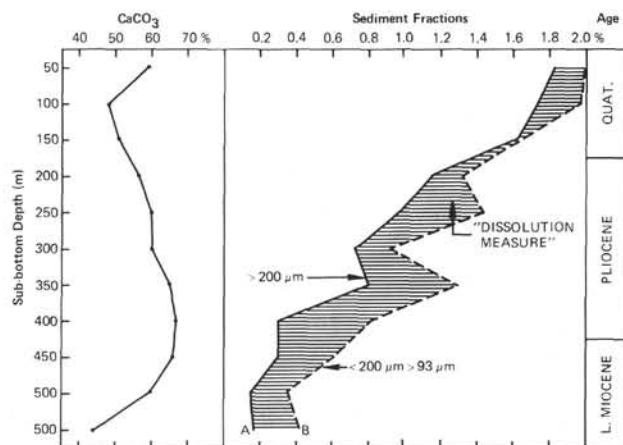 CaCO3
Sediment Fractions
Age
40 50 60 70 %
0.2 0.4 0.6 0.8 1.0 1.2 1.4 1.6 1.8 2.0 %
Sub-bottom Depth (m)
50
100
150
200
250
300
350
400
450
500
500
"DISSOLUTION
MEASURE"
> 200 µm
< 200 µm > 93 µm
A
B
QUAT.
PLIOCENE
L. MIOCENE